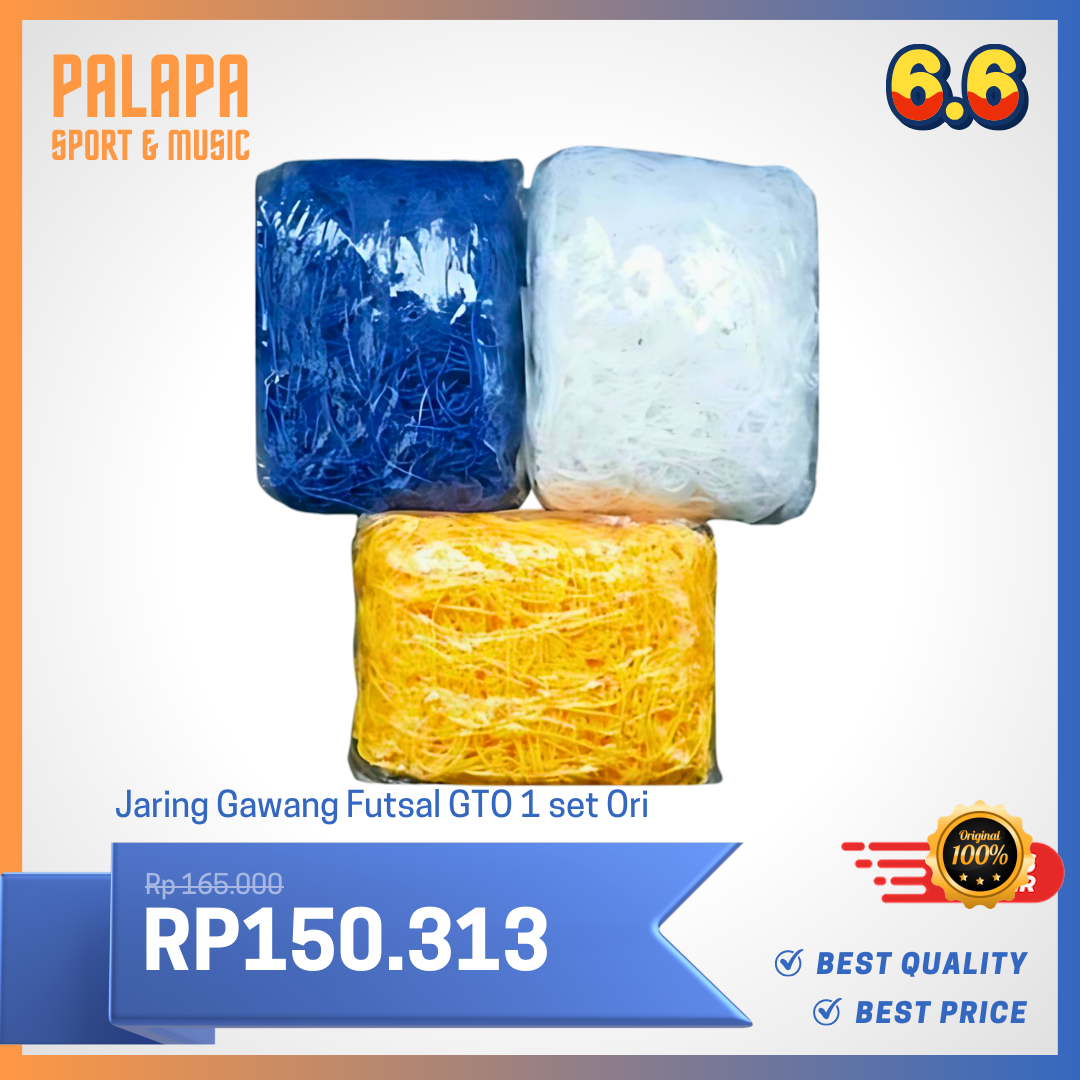 PALAPA
SPORT & MUSIC
6.6
Jaring Gawang Futsal GTO 1 set Ori
Rp 165.000
RP150.313
Original
100%
BEST QUALITY
BEST PRICE